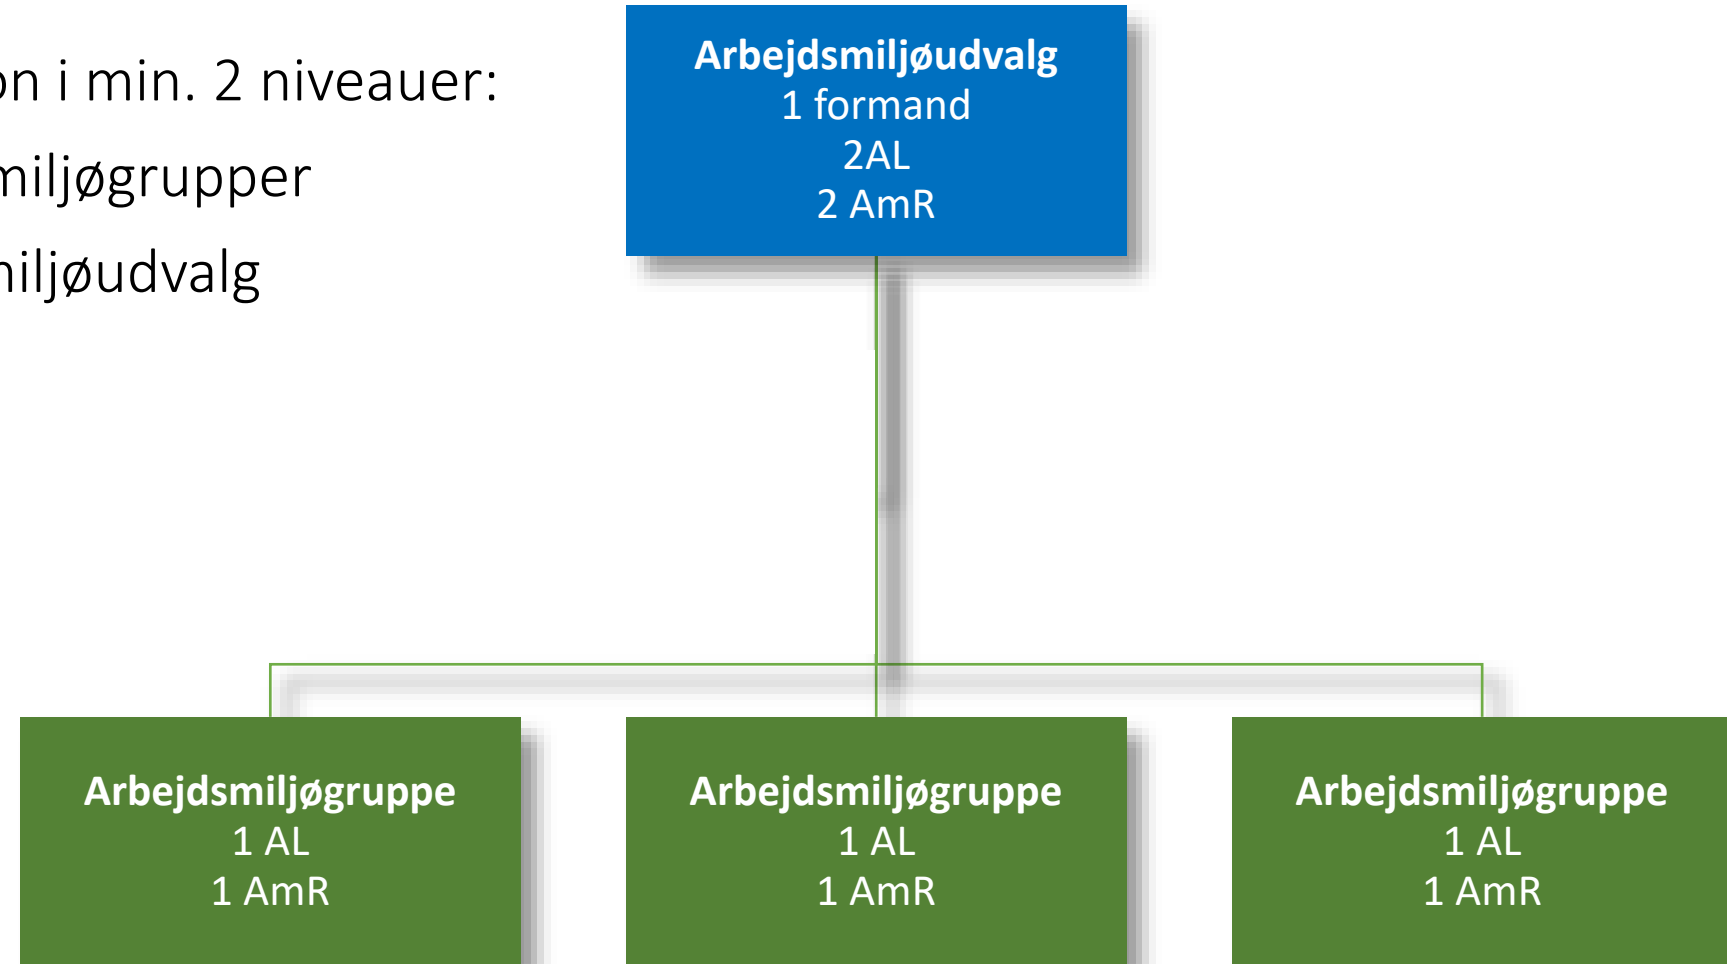 on i min. 2 niveauer:
miljøgrupper
miljøudvalg
Arbejdsmiljøudvalg
1 formand
2AL
2 AmR
Arbejdsmiljøgruppe
1 AL
1 AmR
Arbejdsmiljøgruppe
1 AL
1 AmR
Arbejdsmiljøgruppe
1 AL
1 AmR